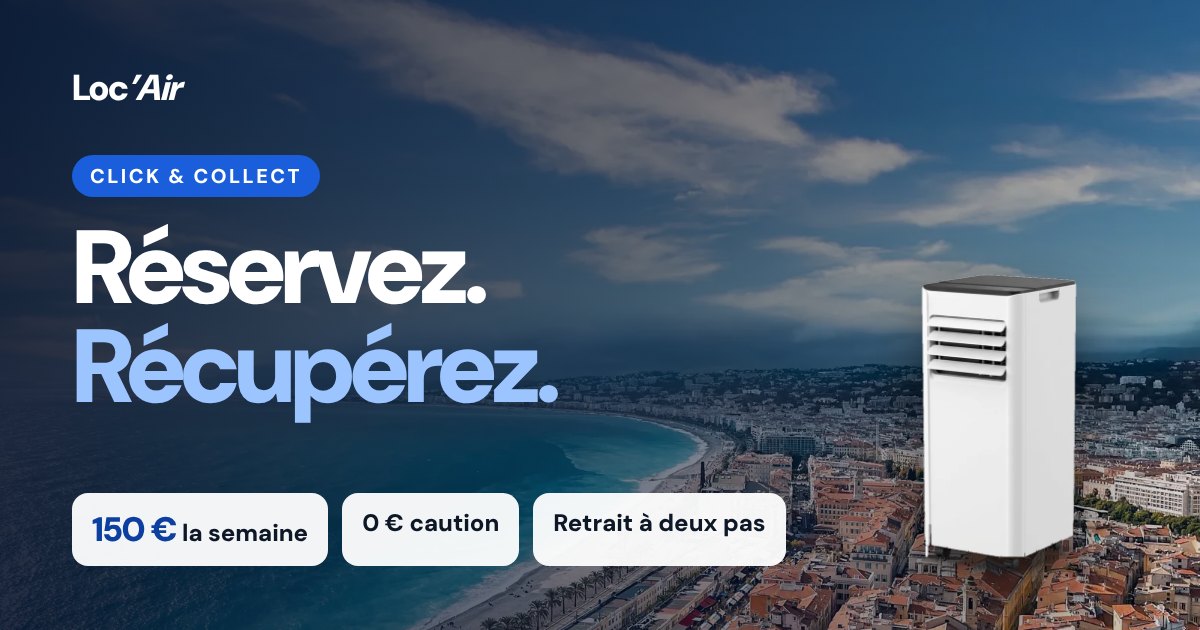 Loc'Air
CLICK & COLLECT
Réservez.
Récupérez.
150 € la semaine
0 € caution
Retrait à deux pas